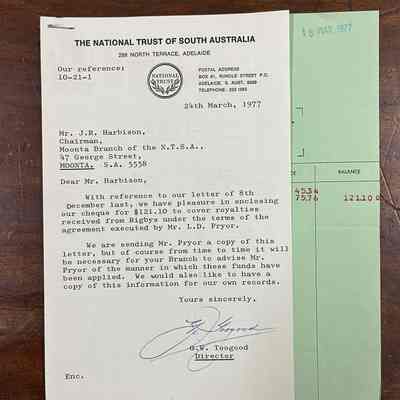 THE NATIONAL TRUST OF SOUTH AUSTRALIA
288 NORTH TERRACE, ADELAIDE
Our reference:
10-21-1
NATIONAL TRUST
POSTAL ADDRESS
BOX 81, RUNDLE STREET P.O.
ADELAIDE, S. AUST. 5000
TELEPHONE:
24th March, 1977
Mr. J.R. Harbison,
Chairman,
Moonta Branch of the N.T.S.A.,
47 George Street,
MOONTA, S.A. 5558
Dear Mr. Harbison,
With reference to our letter of 8th
December last, we have pleasure in enclosing
our cheque for $121.10 to cover royalties
received from Rigbys under the terms of the
agreement executed by Mr. L.D. Pryor.
We are sending Mr. Pryor a copy of this
letter, but of course from time to time it will
be necessary for your Branch to advise Mr.
Pryor of the manner in which these funds have
been applied. We would also like to have a
copy of this information for our own records.
Yours sincerely,
G.W. Toogood
Director
Enc.
MAR 1977
BALANCE
45.34
75.76 121.10